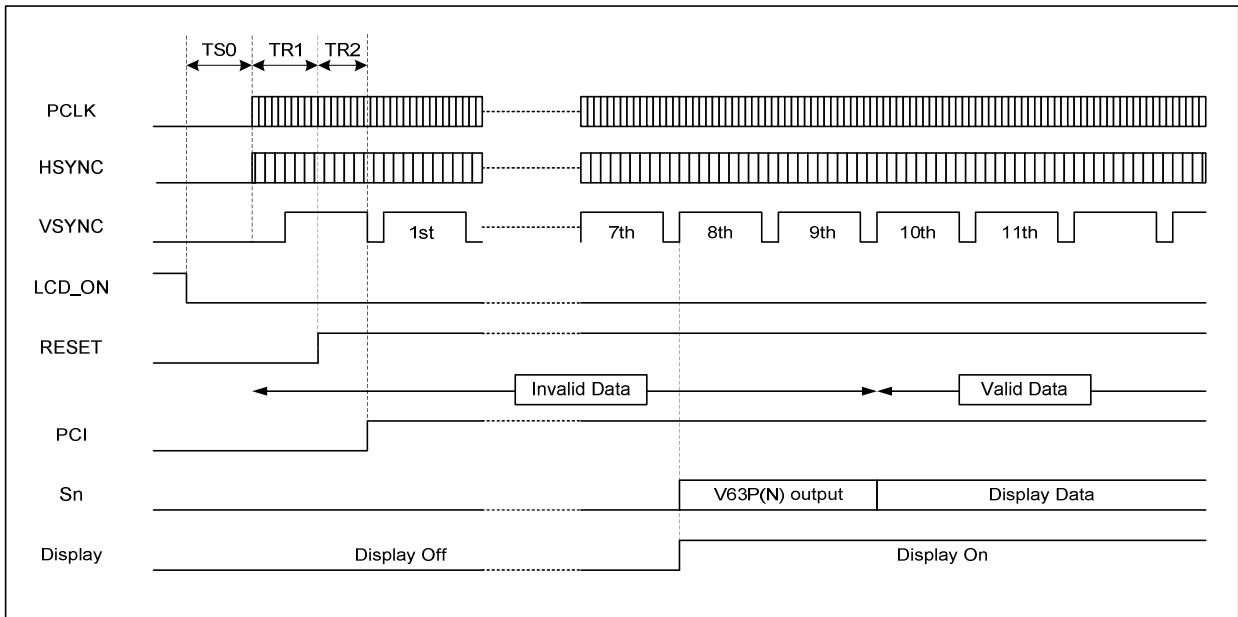 TS0 TR1 TR2
PCLK
HSYNC
VSYNC 1st 7th 8th 9th 10th 11th
LCD_ON
RESET
Invalid Data Valid Data
PCI
Sn V63P(N) output Display Data
Display Display Off Display On